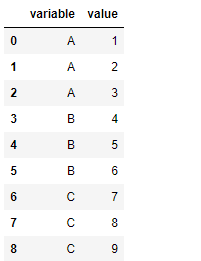 variable value
0 A 1
1 A 2
2 A 3
3 B 4
4 B 5
5 B 6
6 C 7
7 C 8
8 C 9